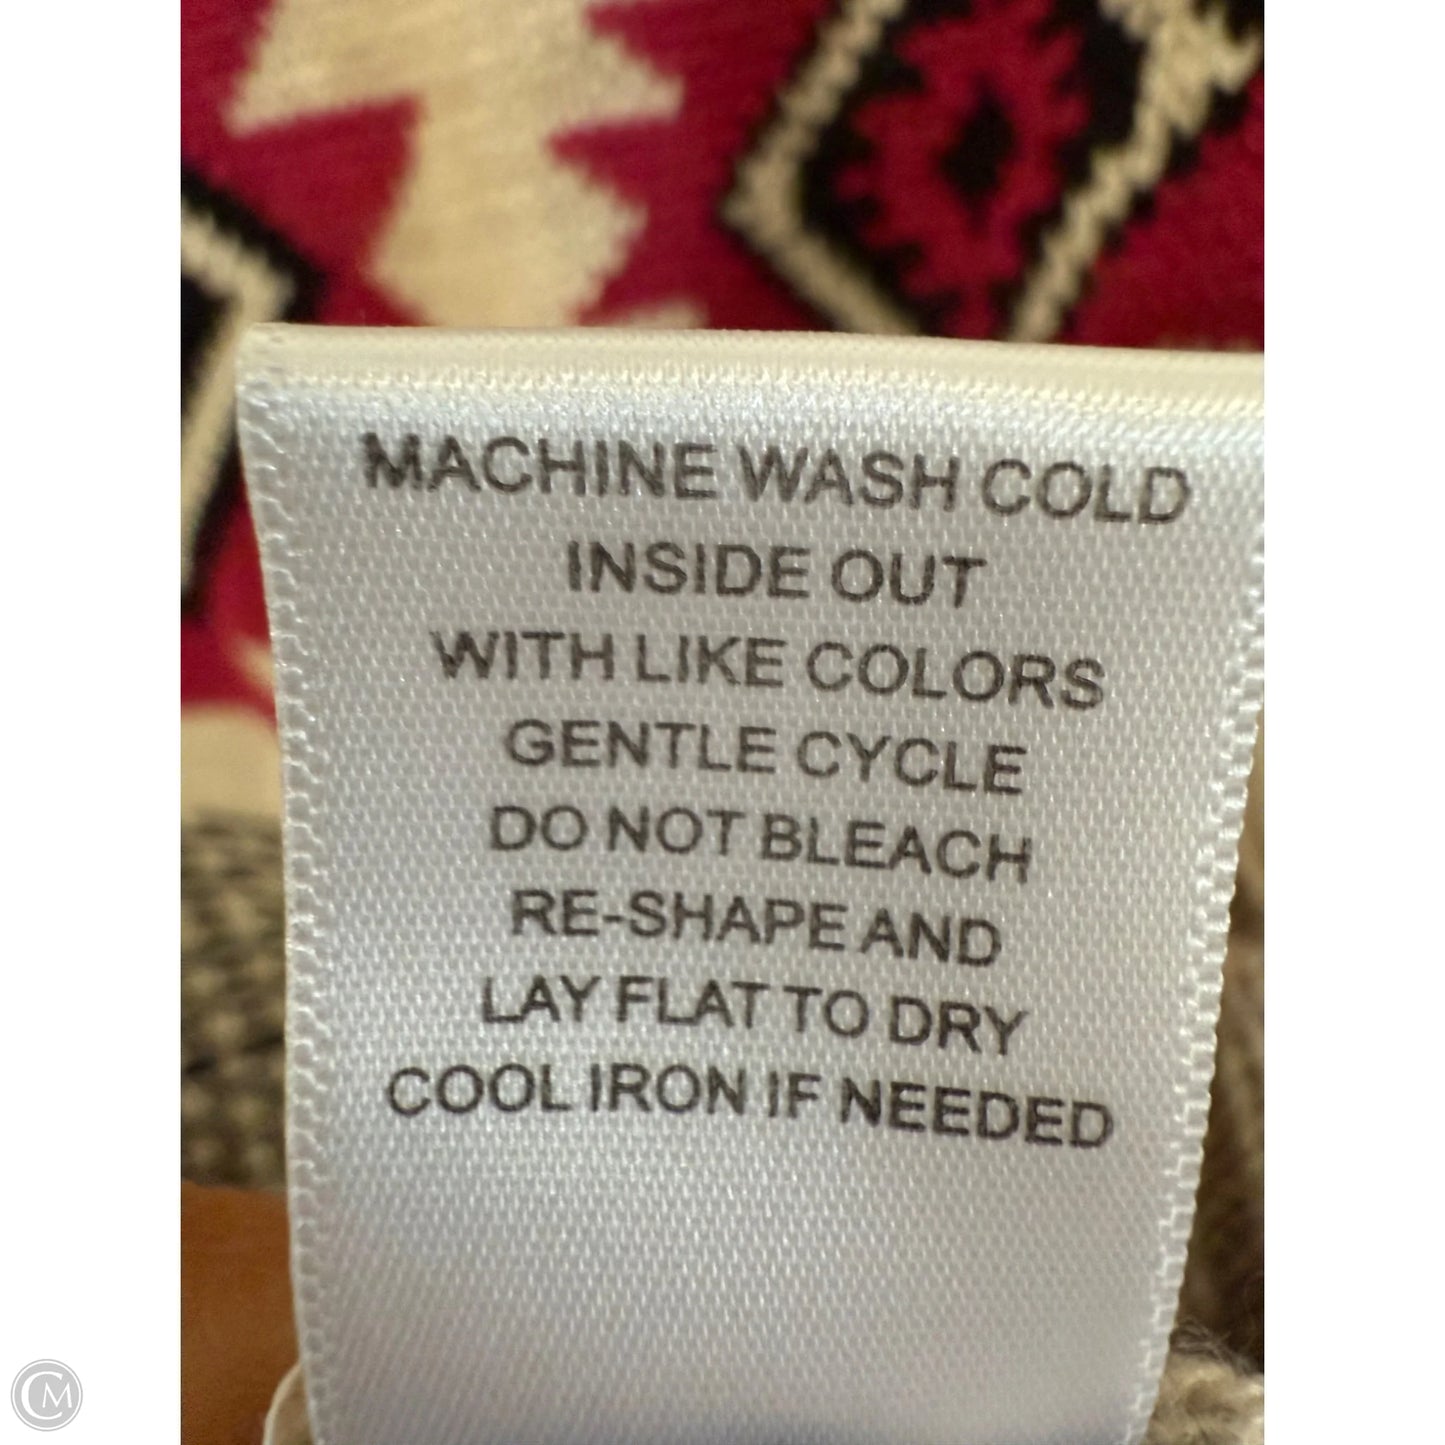 MACHINE WASH COLD
INSIDE OUT
WITH LIKE COLORS
GENTLE CYCLE
DO NOT BLEACH
RE-SHAPE AND
LAY FLAT TO DRY
COOL IRON IF NEEDED
CM